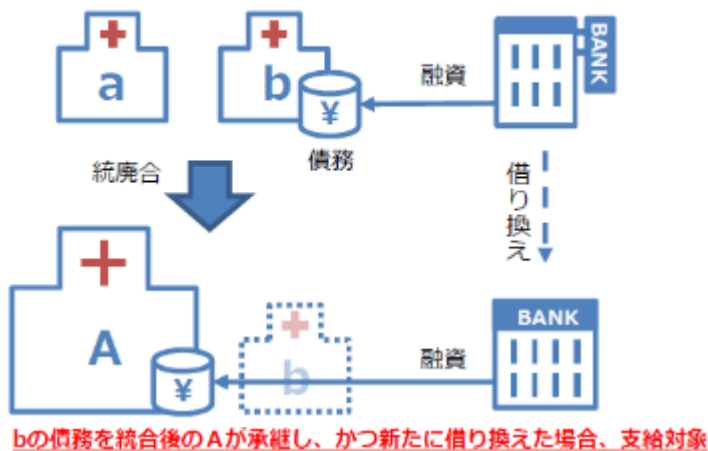 a
b
BANK
融資
¥
債務
統廃合
借り換え
A
BANK
融資
¥
b
bの債務を統合後のAが承継し、かつ新たに借り換えた場合、支給対象